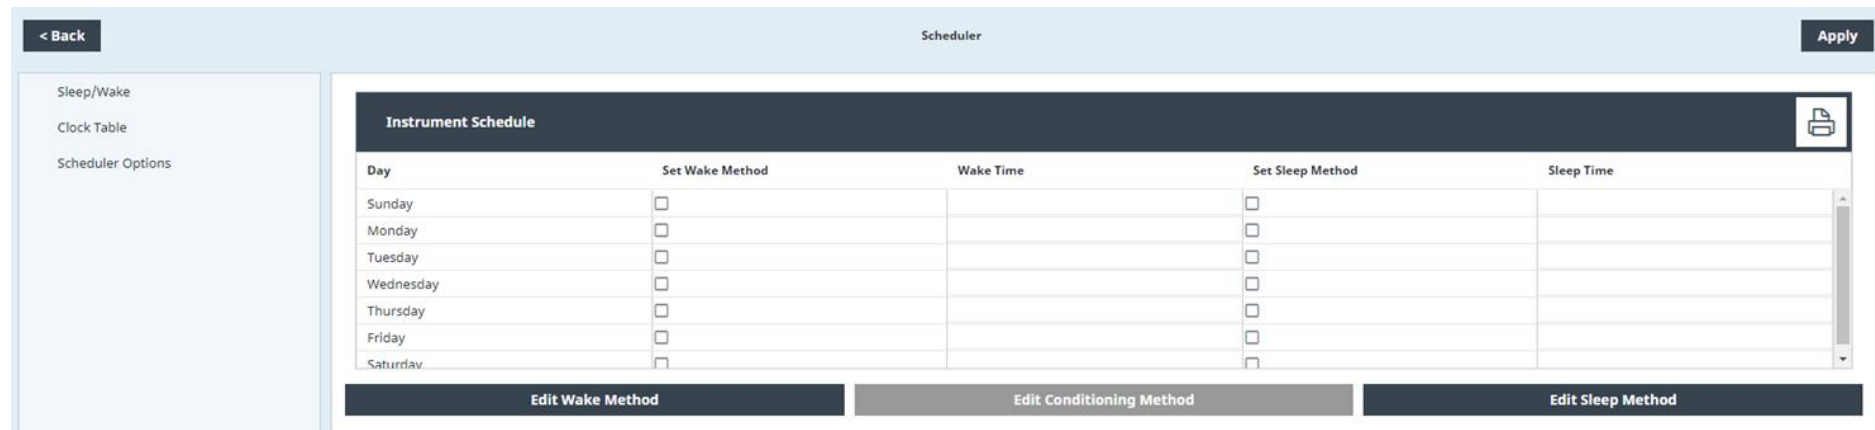 < Back
Scheduler
Apply
Sleep/Wake
Clock Table
Scheduler Options
Instrument Schedule
Day Set Wake Method Wake Time Set Sleep Method Sleep Time
Sunday
Monday
Tuesday
Wednesday
Thursday
Friday
Saturday
Edit Wake Method Edit Conditioning Method Edit Sleep Method